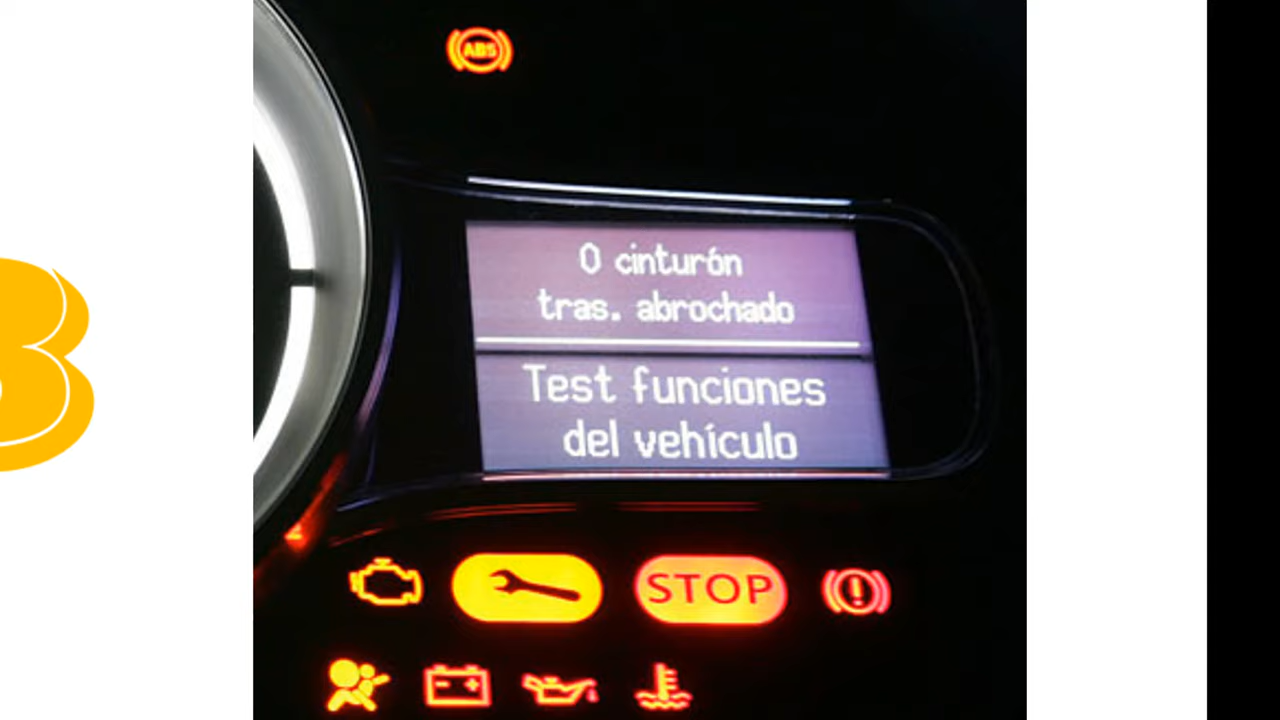 ABS
0 cinturón
tras. abrochado
Test funciones
del vehículo
STOP